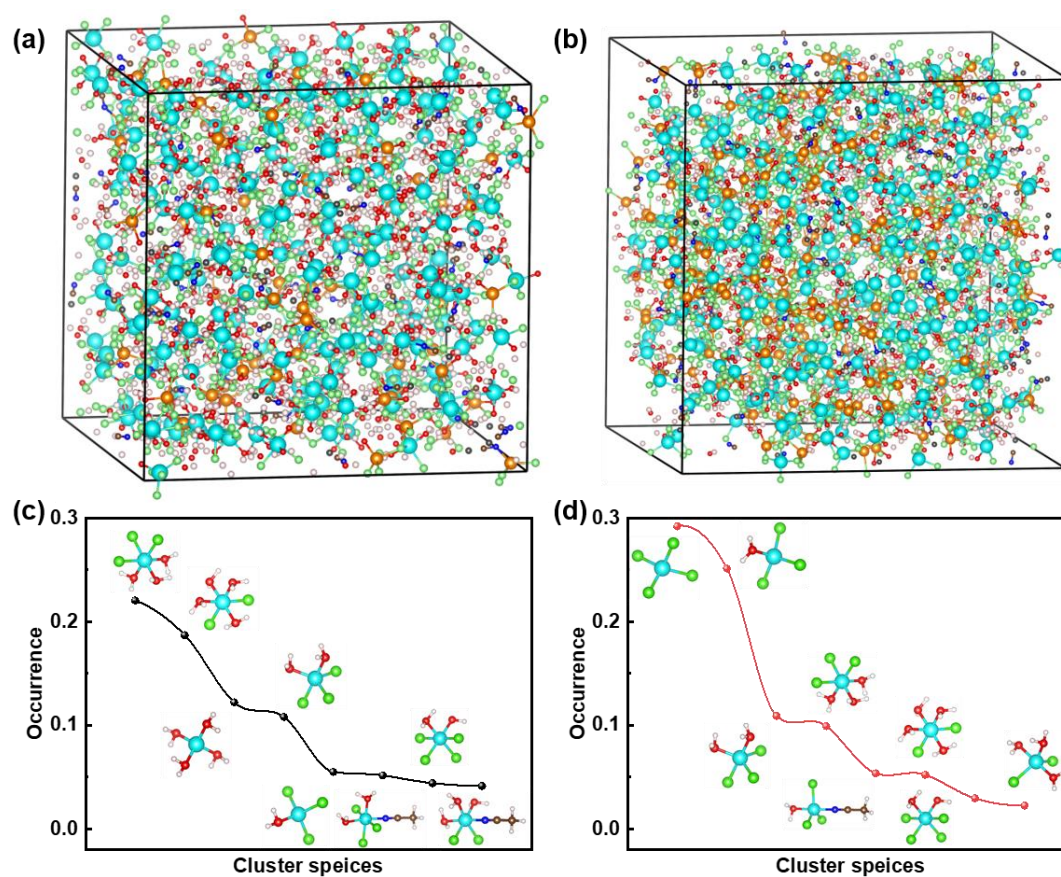 (a)
(b)
(c)
0.3
0.2
0.1
0.0
Occurrence
Cluster speices
(d)
0.3
0.2
0.1
0.0
Occurrence
Cluster speices